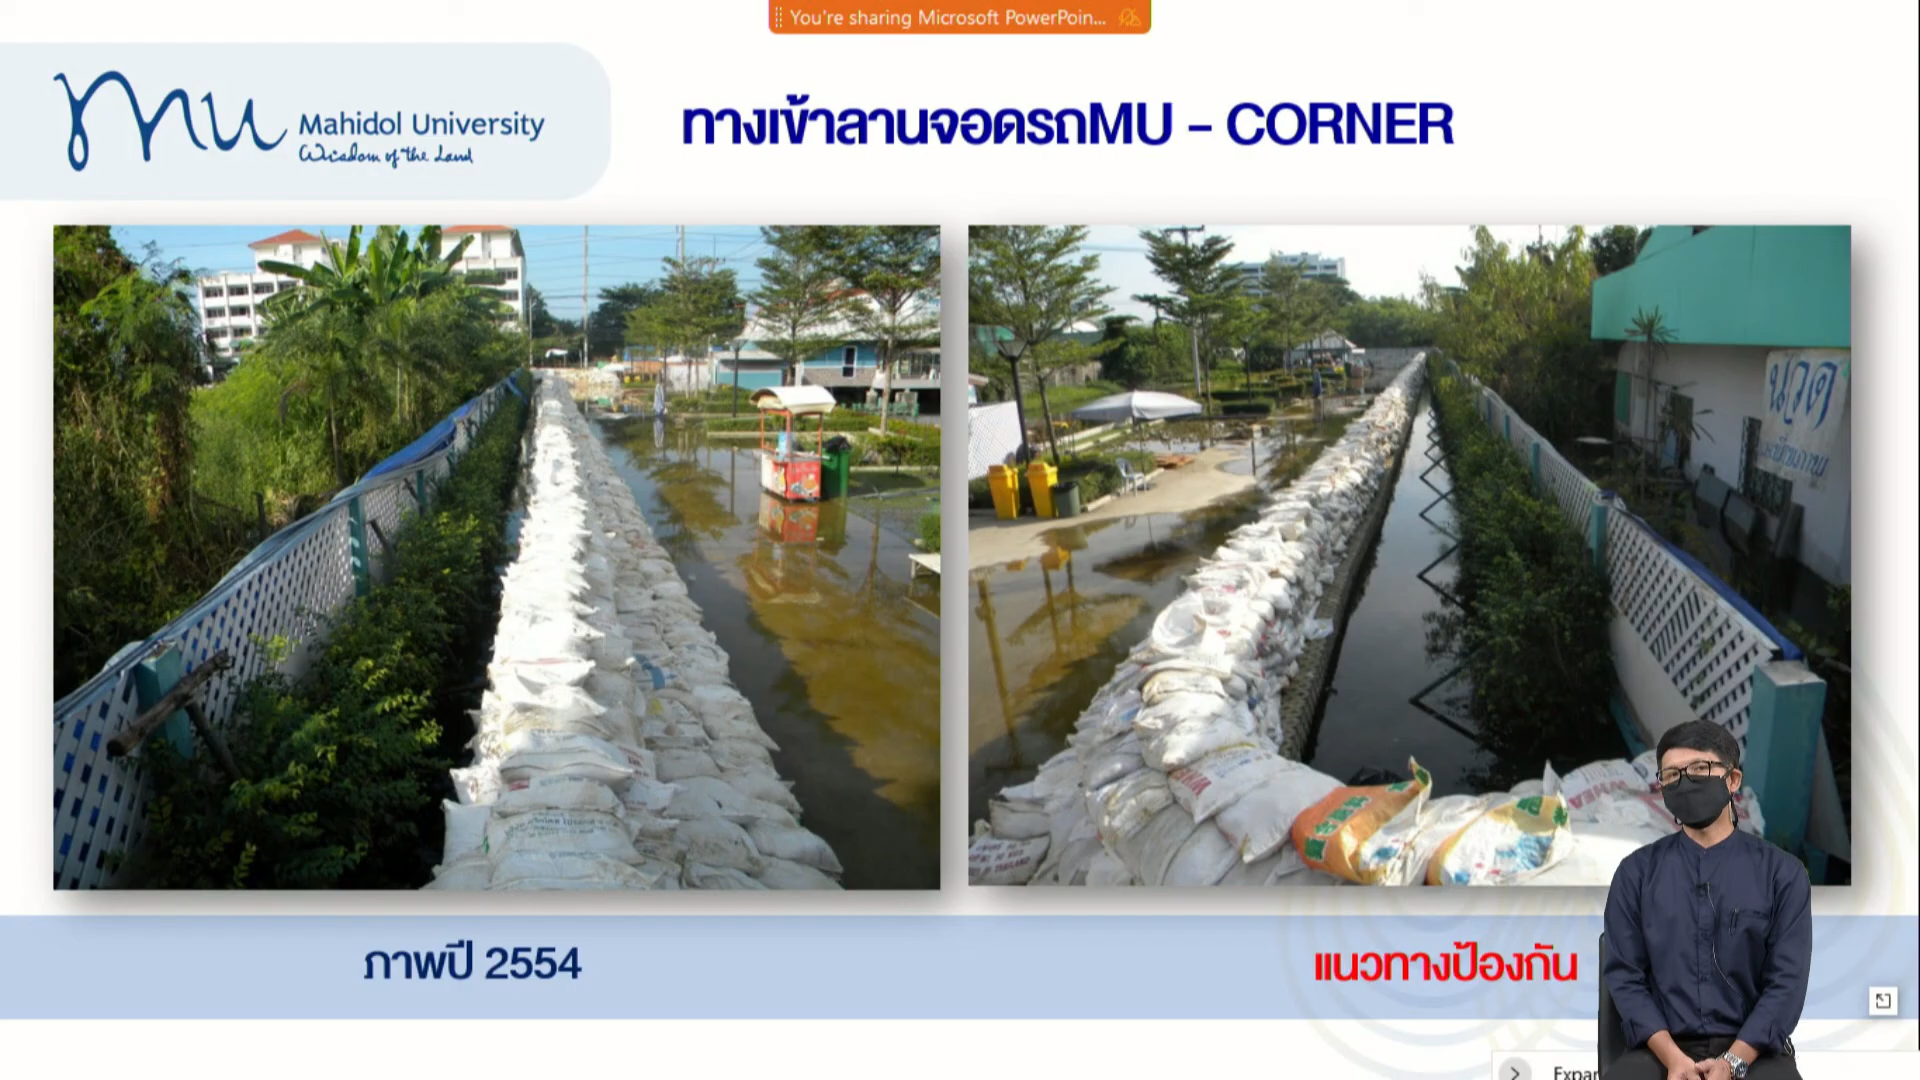 You're sharing Microsoft PowerPoin...
mu
Mahidol University
Wisdom of the Land
ทางเข้าลานจอดรถMU – CORNER
นวด
ภาพปี 2554
แนวทางป้องกัน
Expan